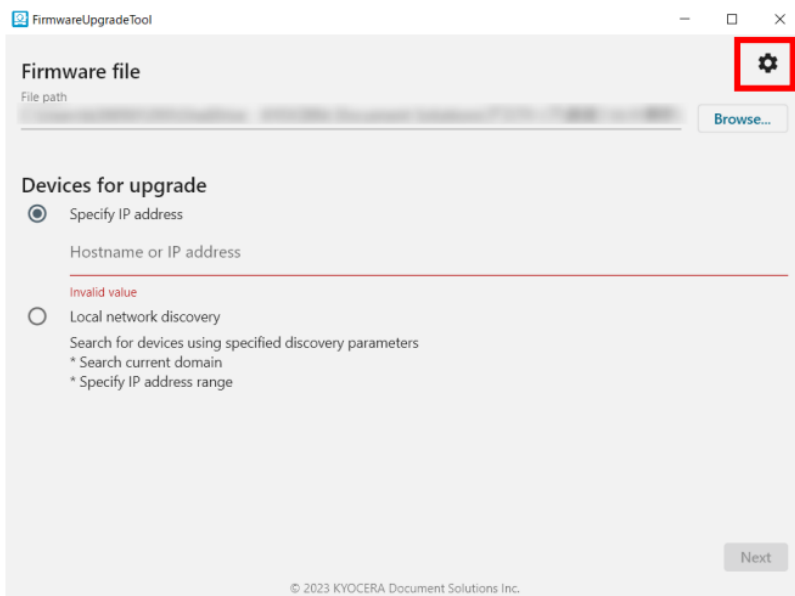 FirmwareUpgradeTool
Firmware file
File path
Browse...
Devices for upgrade
Specify IP address
Hostname or IP address
Invalid value
Local network discovery
Search for devices using specified discovery parameters
* Search current domain
* Specify IP address range
Next
© 2023 KYOCERA Document Solutions Inc.